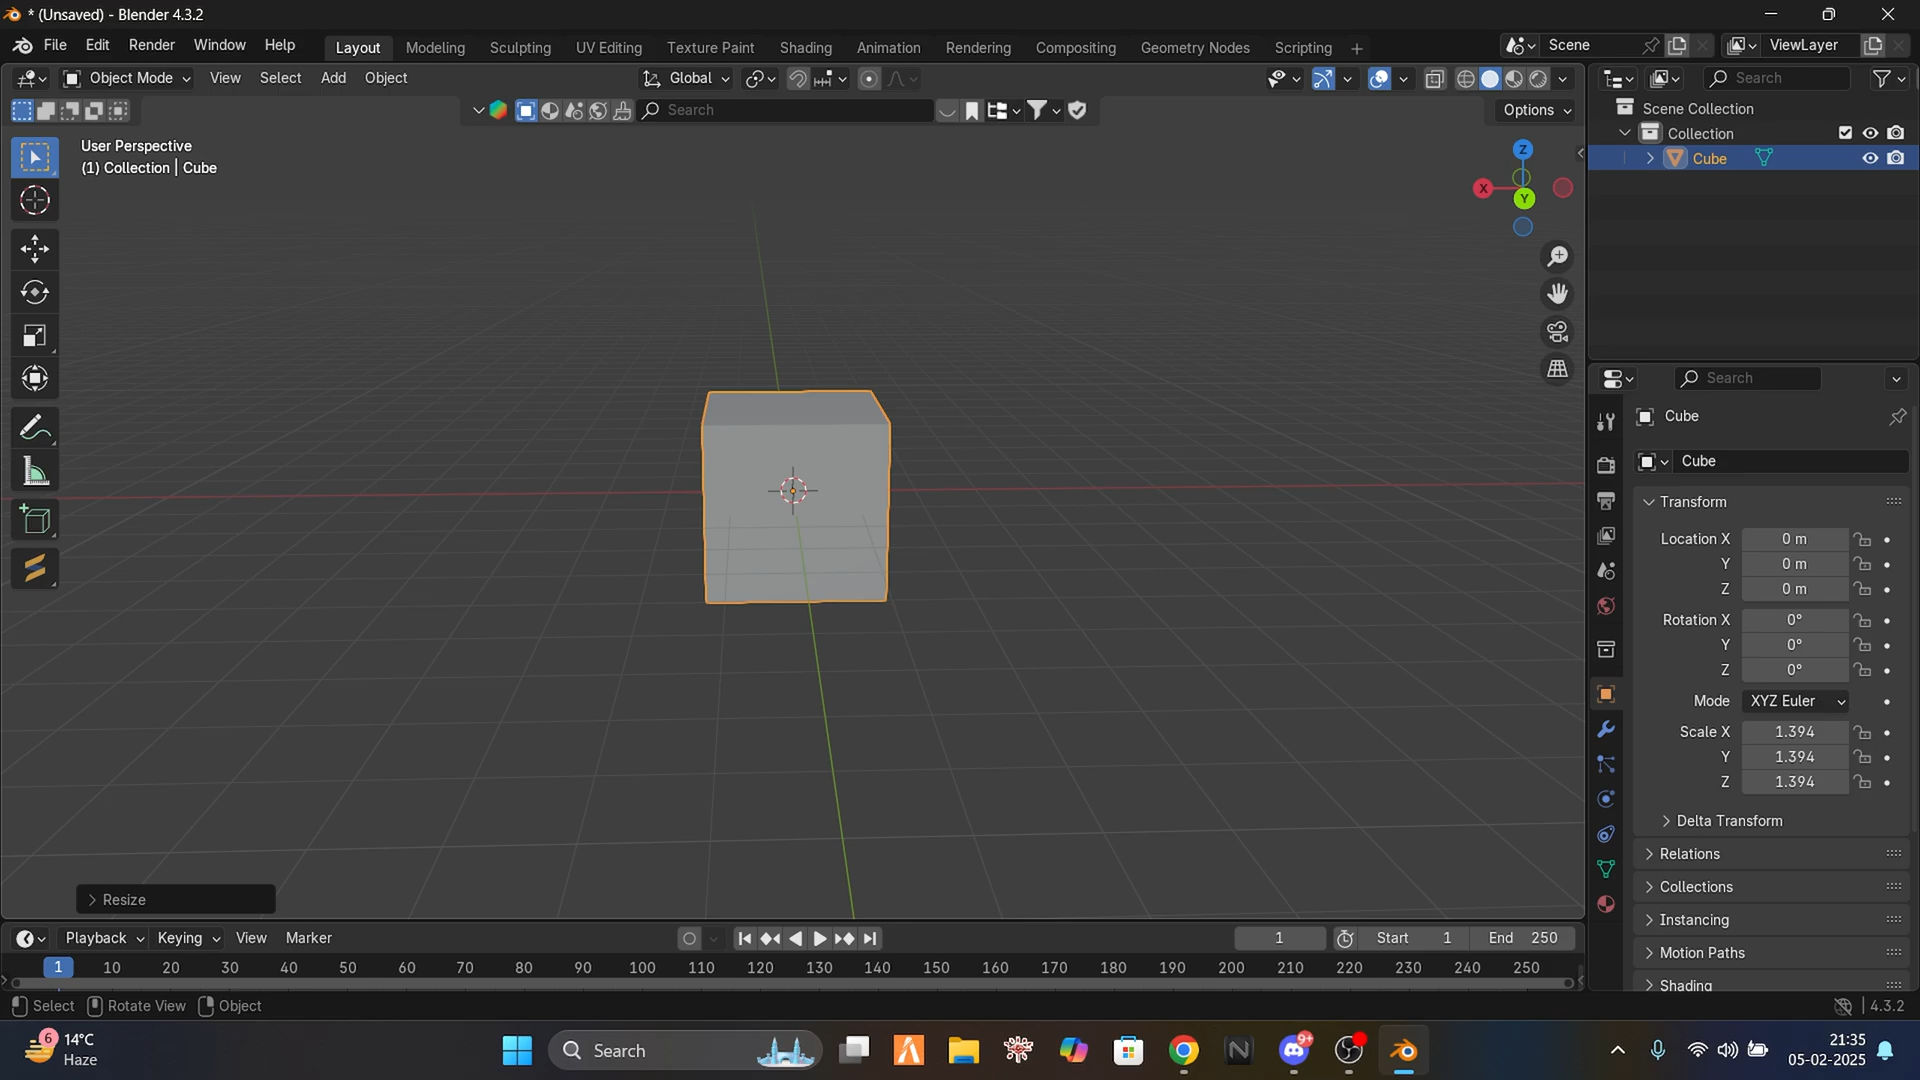 * (Unsaved) - Blender 4.3.2
File Edit Render Window Help
Layout Modeling Sculpting UV Editing Texture Paint Shading Animation Rendering Compositing Geometry Nodes Scripting +
Scene
ViewLayer
Object Mode View Select Add Object
Global
Search
Search
Options
User Perspective
(1) Collection | Cube
Z
X
Y
Scene Collection
Collection
Cube
Search
Cube
Cube
Transform
Location X 0 m
Y 0 m
Z 0 m
Rotation X 0°
Y 0°
Z 0°
Mode XYZ Euler
Scale X 1.394
Y 1.394
Z 1.394
Delta Transform
Relations
Collections
Instancing
Motion Paths
Shading
Resize
Playback Keying View Marker
1
Start 1
End 250
1 10 20 30 40 50 60 70 80 90 100 110 120 130 140 150 160 170 180 190 200 210 220 230 240 250
Select Rotate View Object
4.3.2
6
14°C
Haze
Search
9+
21:35
05-02-2025